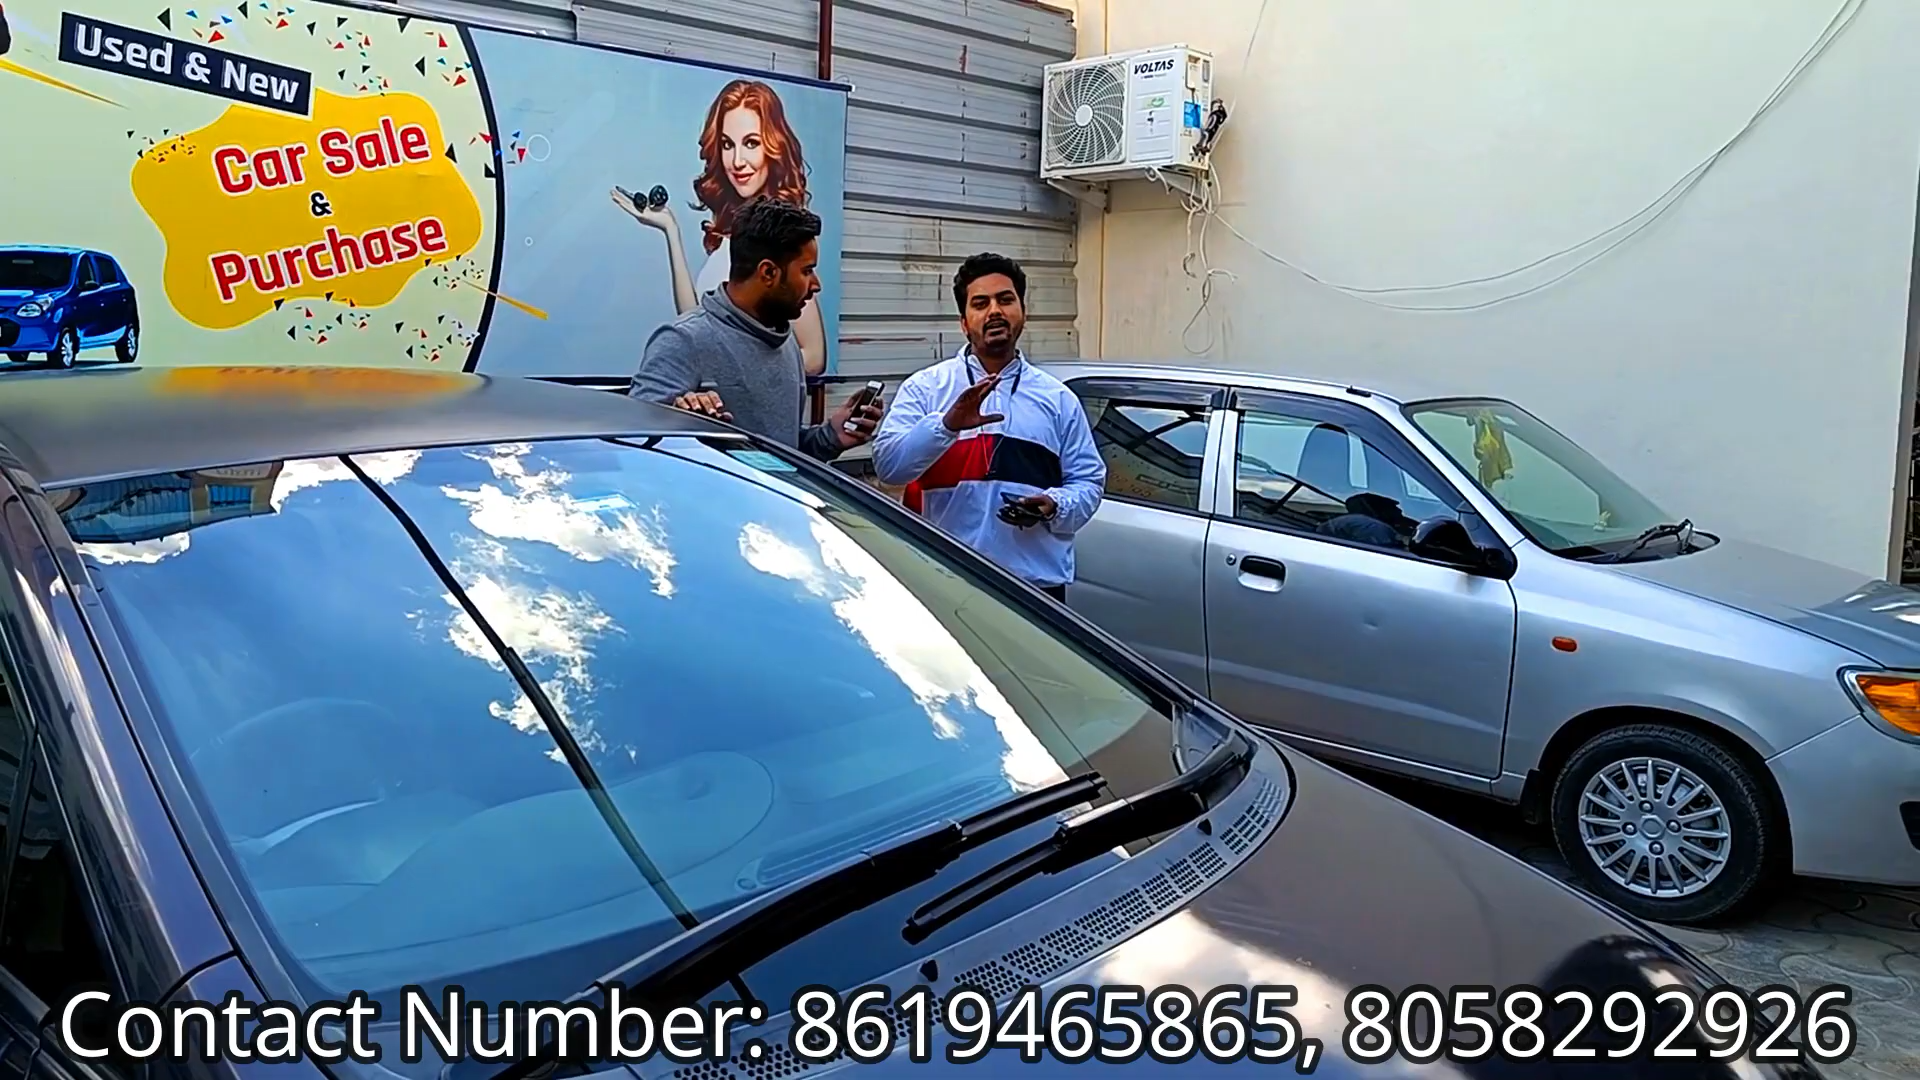 Used & New
Car Sale
&
Purchase
VOLTAS
Contact Number: 8619465865, 8058292926